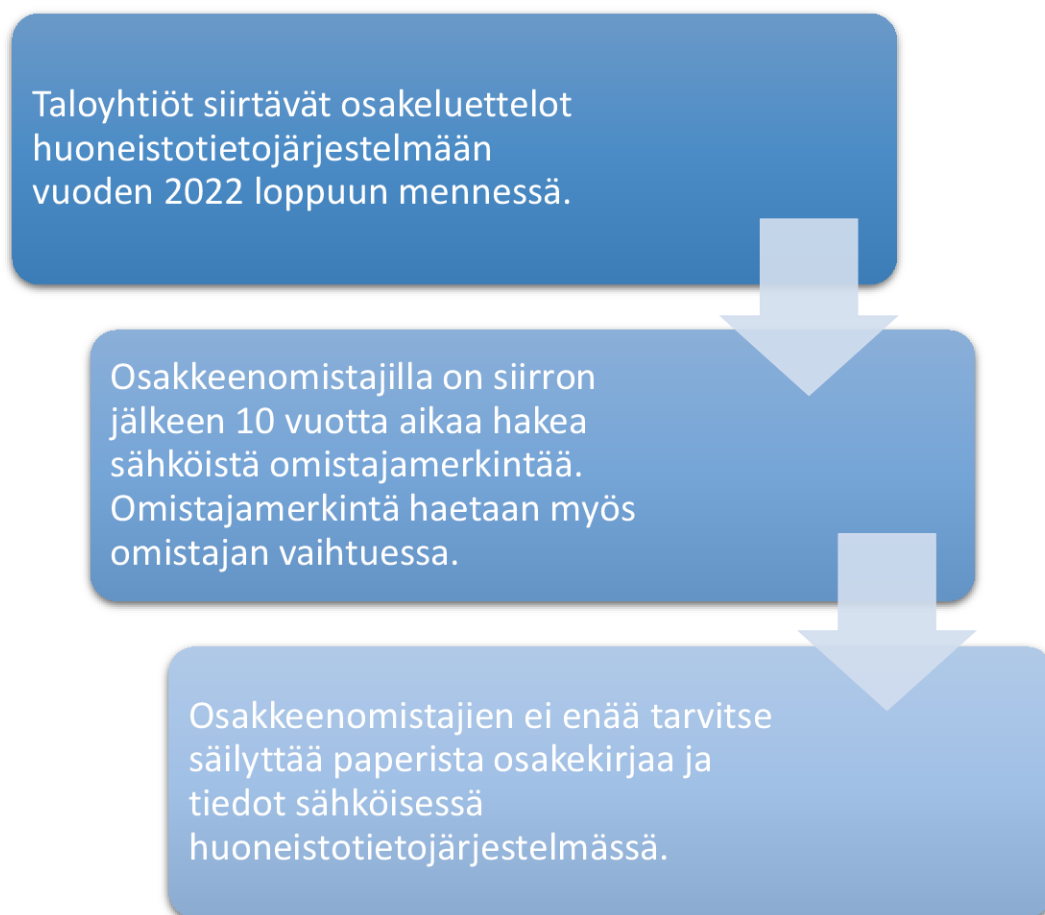 Taloyhtiöt siirtävät osakeluettelot
huoneistotietojärjestelmään
vuoden 2022 loppuun mennessä.
Osakkeenomistajilla on siirron
jälkeen 10 vuotta aikaa hakea
sähköistä omistajamerkintää.
Omistajamerkintä haetaan myös
omistajan vaihtuessa.
Osakkeenomistajien ei enää tarvitse
säilyttää paperista osakekirjaa ja
tiedot sähköisessä
huoneistotietojärjestelmässä.